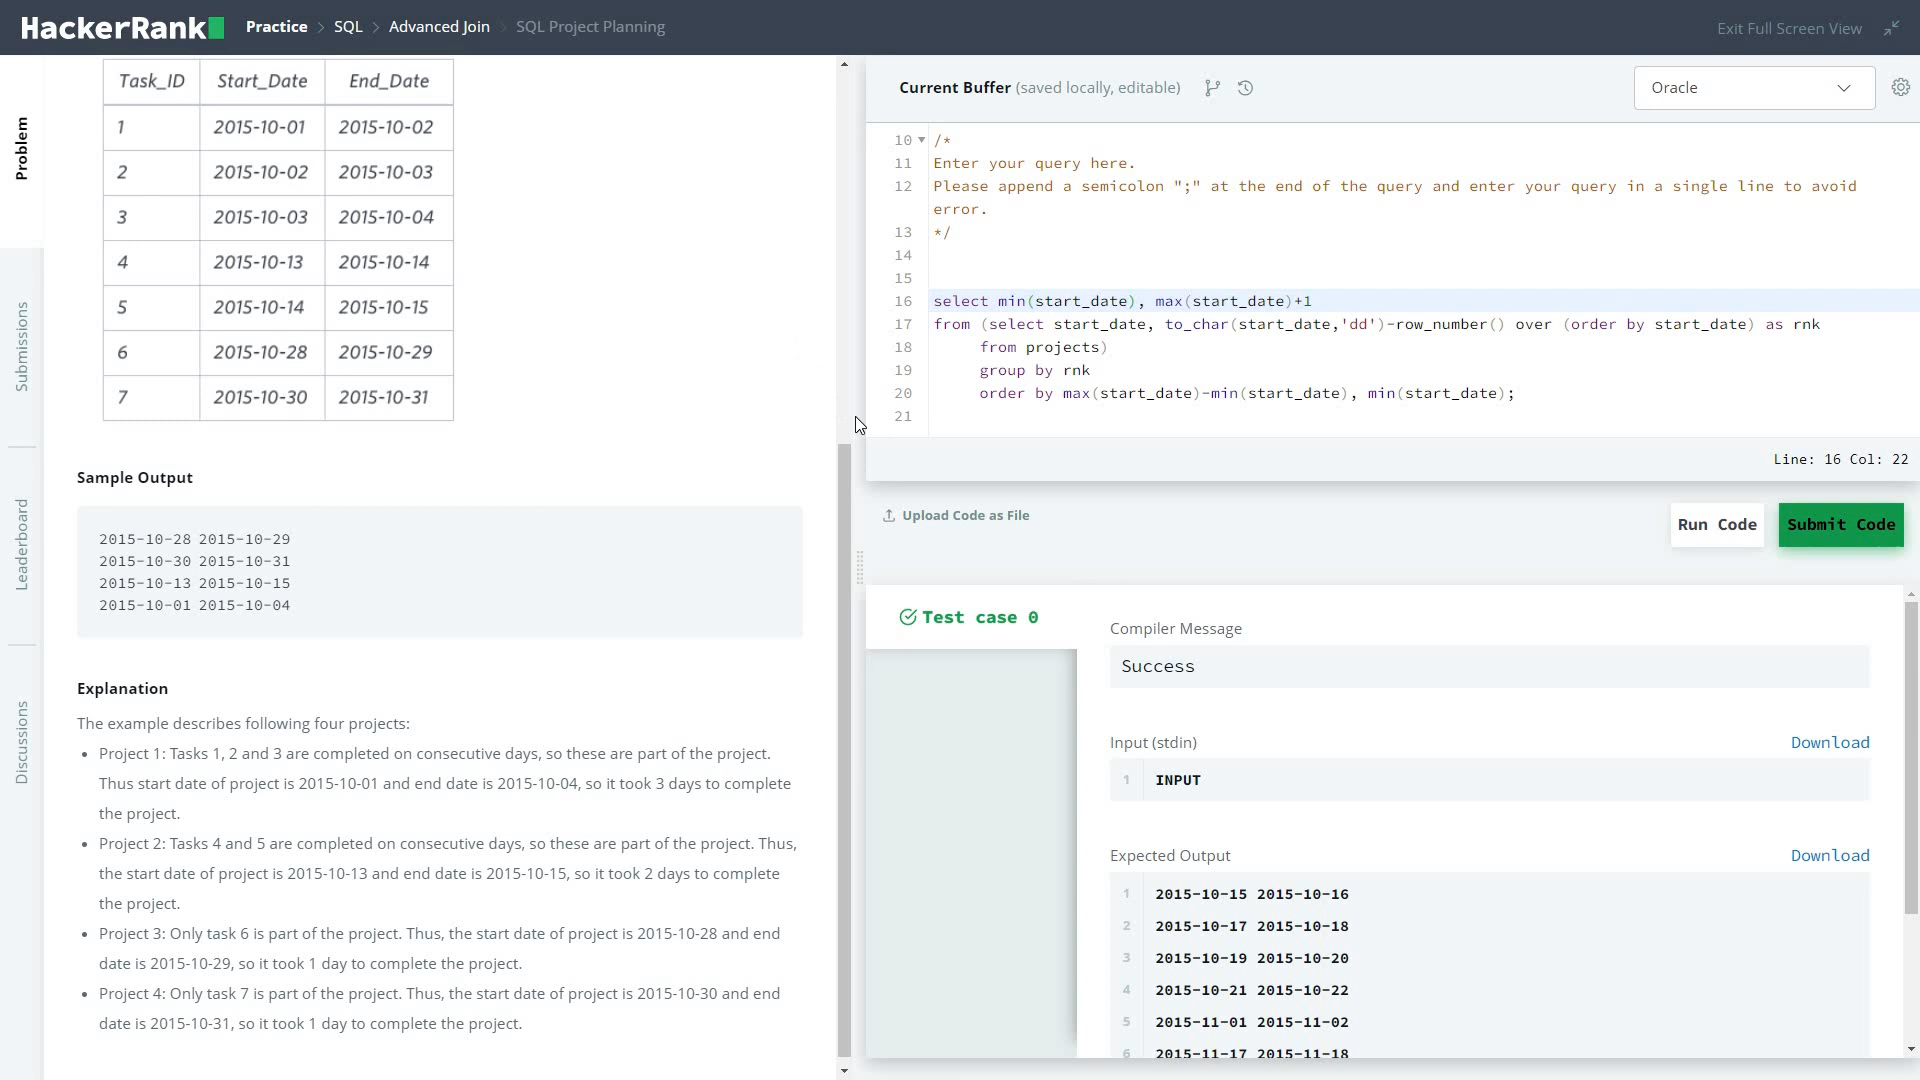 HackerRank Practice > SQL > Advanced Join > SQL Project Planning Exit Full Screen View
Problem
Submissions
Leaderboard
Discussions
Task_ID Start_Date End_Date
1 2015-10-01 2015-10-02
2 2015-10-02 2015-10-03
3 2015-10-03 2015-10-04
4 2015-10-13 2015-10-14
5 2015-10-14 2015-10-15
6 2015-10-28 2015-10-29
7 2015-10-30 2015-10-31
Sample Output
2015-10-28 2015-10-29
2015-10-30 2015-10-31
2015-10-13 2015-10-15
2015-10-01 2015-10-04
Explanation
The example describes following four projects:
• Project 1: Tasks 1, 2 and 3 are completed on consecutive days, so these are part of the project.
Thus start date of project is 2015-10-01 and end date is 2015-10-04, so it took 3 days to complete
the project.
• Project 2: Tasks 4 and 5 are completed on consecutive days, so these are part of the project. Thus,
the start date of project is 2015-10-13 and end date is 2015-10-15, so it took 2 days to complete
the project.
• Project 3: Only task 6 is part of the project. Thus, the start date of project is 2015-10-28 and end
date is 2015-10-29, so it took 1 day to complete the project.
• Project 4: Only task 7 is part of the project. Thus, the start date of project is 2015-10-30 and end
date is 2015-10-31, so it took 1 day to complete the project.
Current Buffer (saved locally, editable) Oracle
10 /*
11 Enter your query here.
12 Please append a semicolon ";" at the end of the query and enter your query in a single line to avoid
error.
13 */
14
15
16 select min(start_date), max(start_date)+1
17 from (select start_date, to_char(start_date,'dd')-row_number() over (order by start_date) as rnk
18 from projects)
19 group by rnk
20 order by max(start_date)-min(start_date), min(start_date);
21
Line: 16 Col: 22
Upload Code as File Run Code Submit Code
Test case 0
Compiler Message
Success
Input (stdin) Download
1 INPUT
Expected Output Download
1 2015-10-15 2015-10-16
2 2015-10-17 2015-10-18
3 2015-10-19 2015-10-20
4 2015-10-21 2015-10-22
5 2015-11-01 2015-11-02
6 2015-11-17 2015-11-18